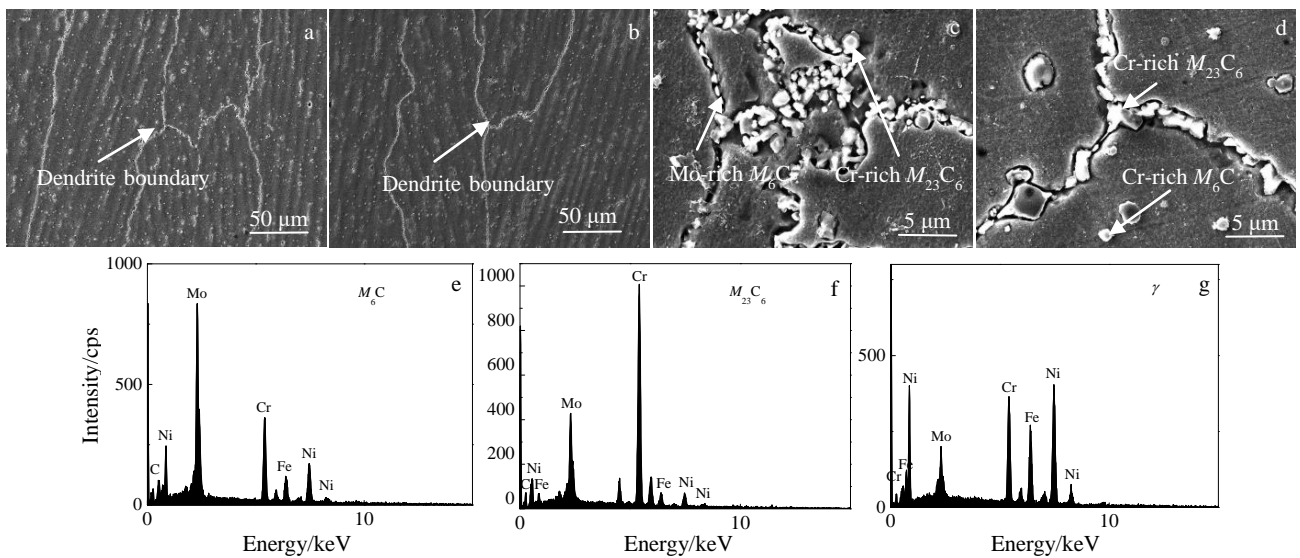 a
Dendrite boundary
50 μm
b
Dendrite boundary
50 μm
c
Mo-rich M6C
Cr-rich M23C6
5 μm
d
Cr-rich M23C6
Cr-rich M6C
5 μm
Intensity/cps
1000
500
0
e
M6C
Mo
Cr
Ni
C
Fe
Ni
Ni
0
10
Energy/keV
1000
800
600
400
200
0
f
M23C6
Cr
Mo
Ni
C
Fe
Fe
Ni
Ni
0
10
Energy/keV
500
0
γ
g
Ni
Cr
Ni
Fe
Mo
Fe
Cr
Ni
0
10
Energy/keV